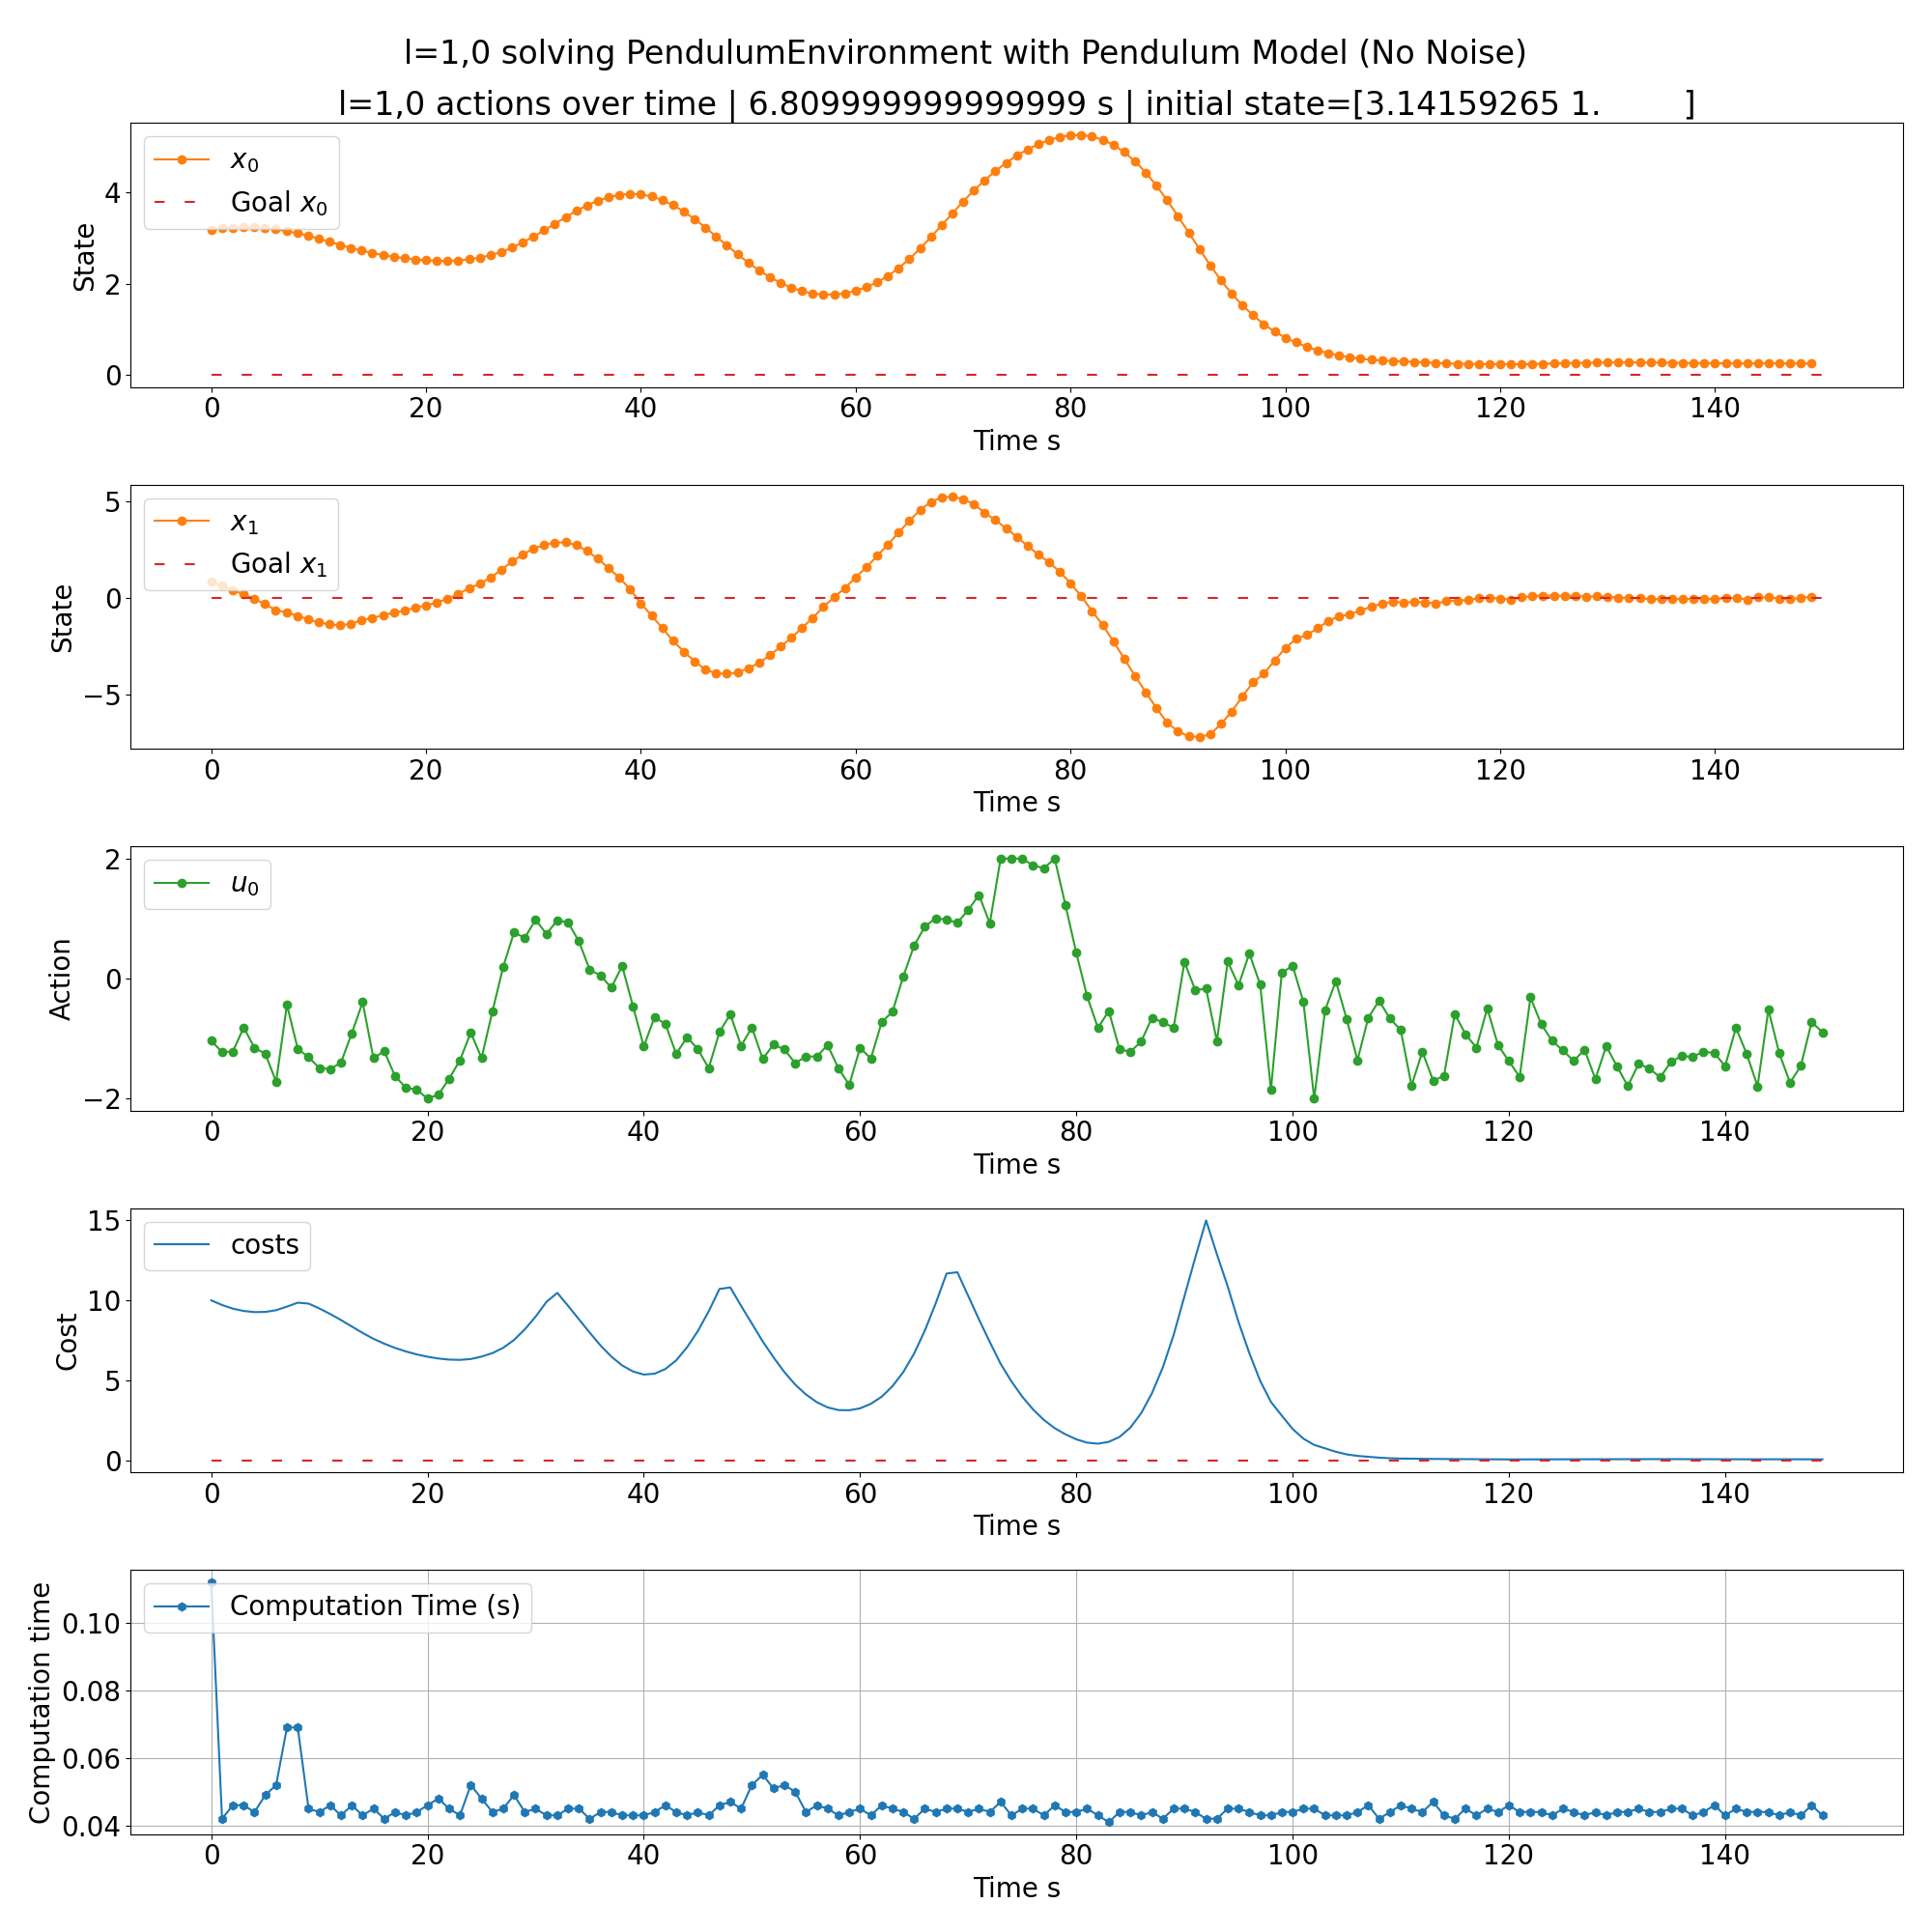 l=1,0 solving PendulumEnvironment with Pendulum Model (No Noise)
l=1,0 actions over time | 6.809999999999999 s | initial state=[3.14159265 1. ]
x₀
Goal x₀
State
4
2
0
0 20 40 60 80 100 120 140
Time s
x₁
Goal x₁
State
5
0
−5
0 20 40 60 80 100 120 140
Time s
u₀
Action
2
0
−2
0 20 40 60 80 100 120 140
Time s
costs
Cost
15
10
5
0
0 20 40 60 80 100 120 140
Time s
Computation Time (s)
Computation time
0.10
0.08
0.06
0.04
0 20 40 60 80 100 120 140
Time s